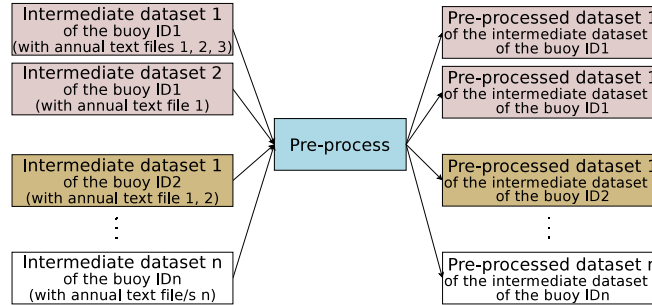 Intermediate dataset 1
of the buoy ID1
(with annual text files 1, 2, 3)
Intermediate dataset 2
of the buoy ID1
(with annual text file 1)
Intermediate dataset 1
of the buoy ID2
(with annual text file 1, 2)
Intermediate dataset n
of the buoy IDn
(with annual text file/s n)
Pre-process
Pre-processed dataset 1
of the intermediate dataset
of the buoy ID1
Pre-processed dataset 1
of the intermediate dataset
of the buoy ID1
Pre-processed dataset 1
of the intermediate dataset
of the buoy ID2
Pre-processed dataset n
of the intermediate dataset
of the buoy IDn